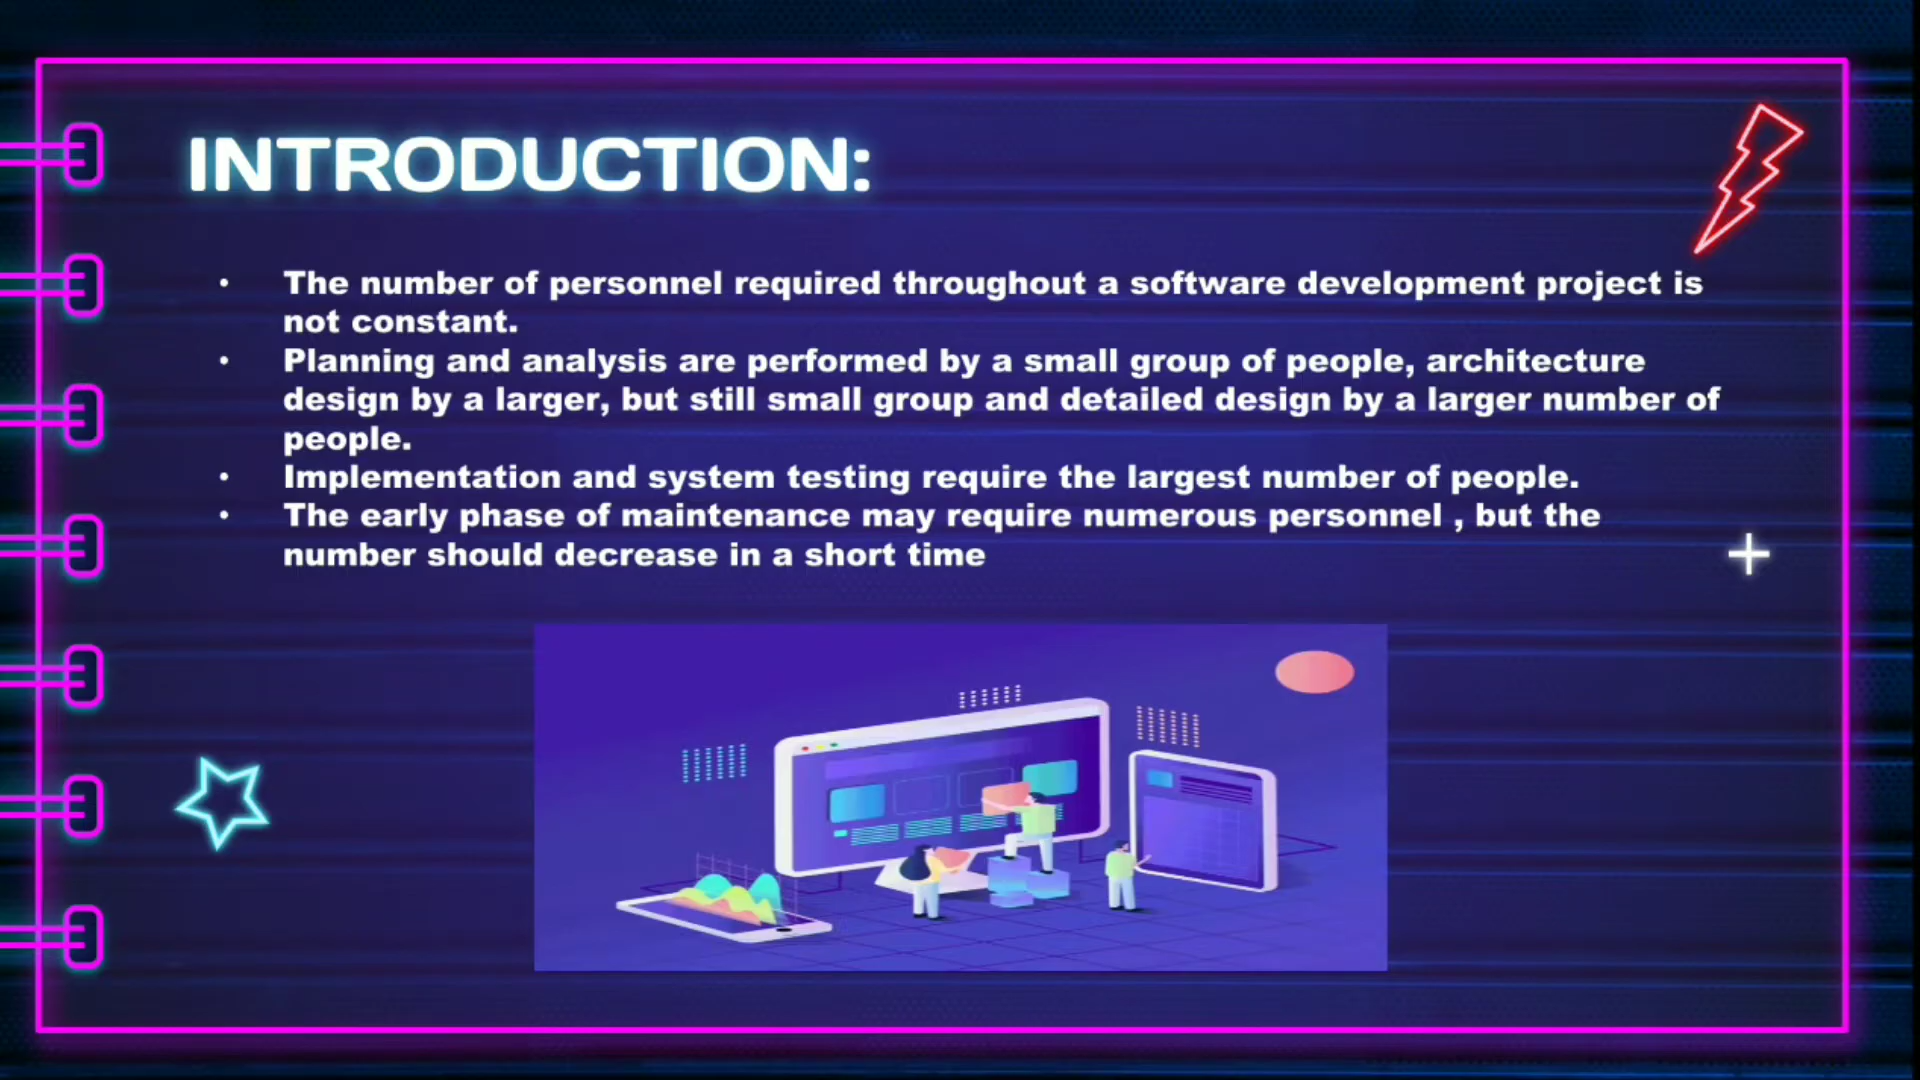 INTRODUCTION:
• The number of personnel required throughout a software development project is
not constant.
• Planning and analysis are performed by a small group of people, architecture
design by a larger, but still small group and detailed design by a larger number of
people.
• Implementation and system testing require the largest number of people.
• The early phase of maintenance may require numerous personnel , but the
number should decrease in a short time